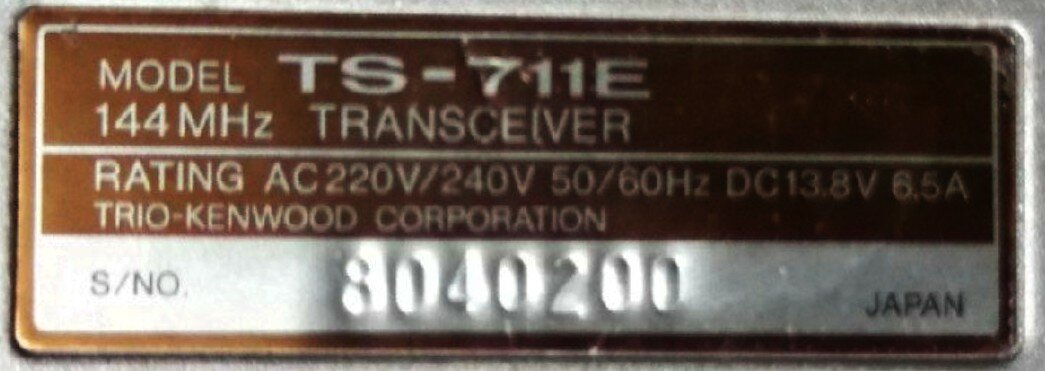 MODEL TS-711E
144MHz TRANSCEIVER
RATING AC220V/240V 50/60Hz DC13.8V 6.5A
TRIO-KENWOOD CORPORATION
S/NO. 8040200 JAPAN